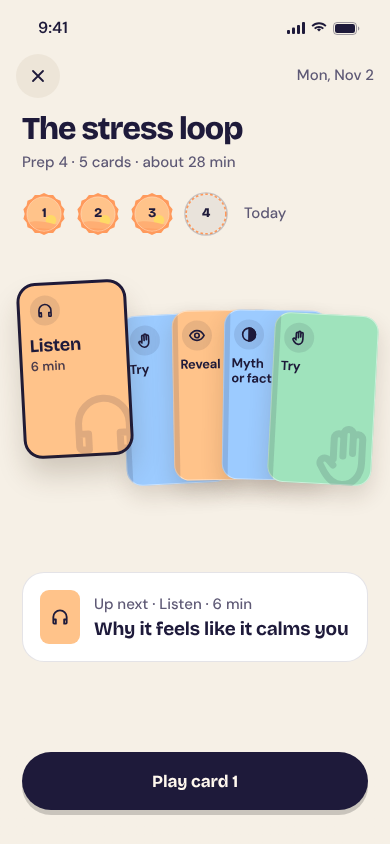 9:41
Mon, Nov 2
The stress loop
Prep 4 · 5 cards · about 28 min
1
2
3
4
Today
Listen
6 min
Try
Reveal
Myth
or fact
Try
Up next · Listen · 6 min
Why it feels like it calms you
Play card 1